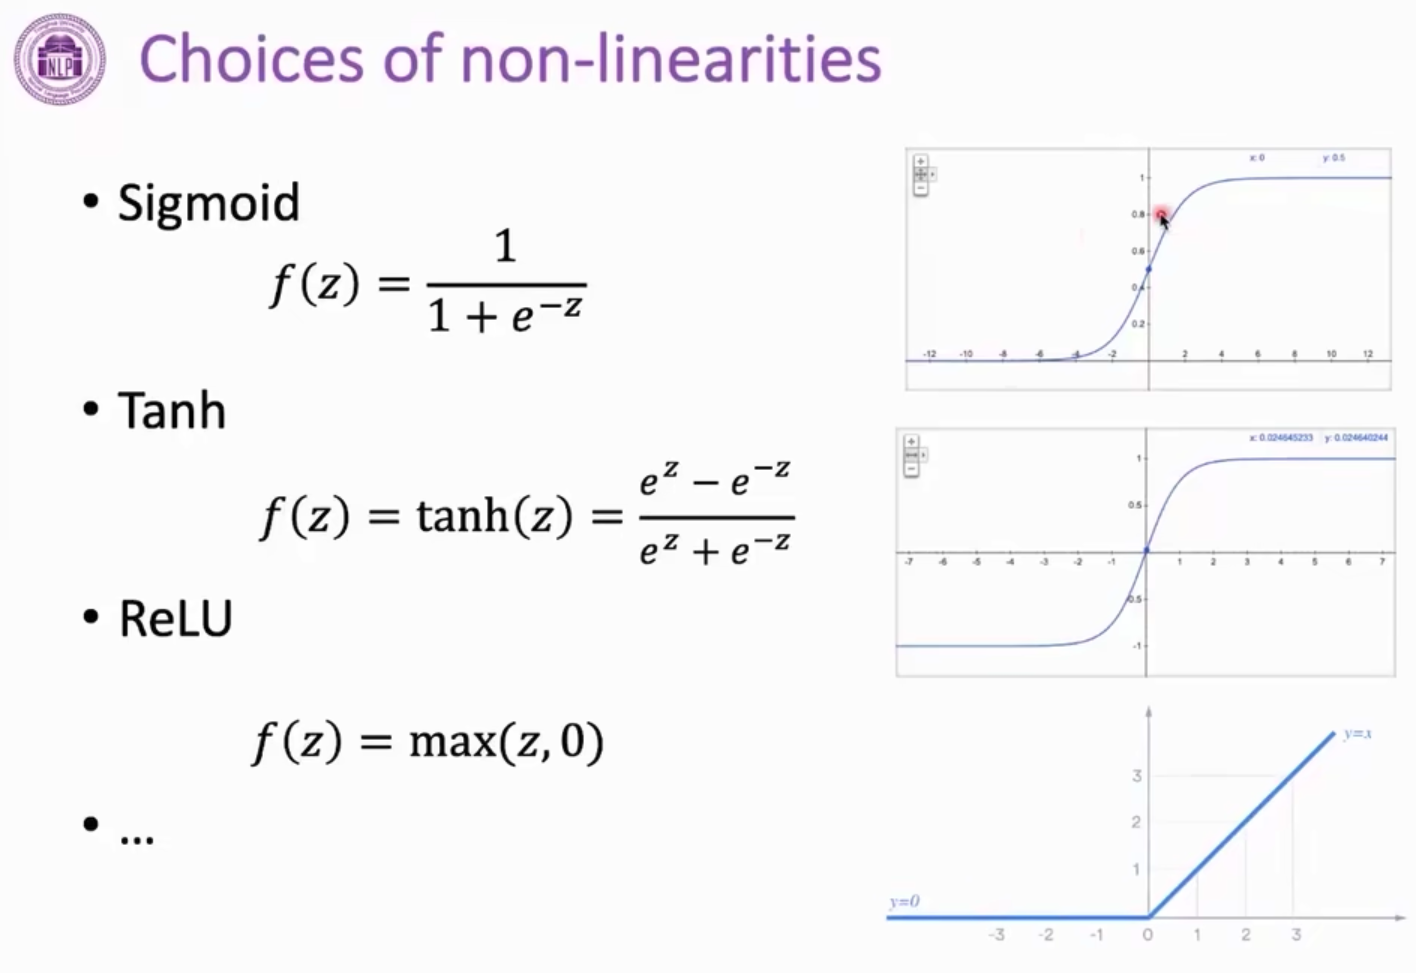 NLP
Choices of non-linearities
• Sigmoid
f(z) = 1 / (1 + e^{-z})
• Tanh
f(z) = tanh(z) = (e^z − e^{-z}) / (e^z + e^{-z})
• ReLU
f(z) = max(z, 0)
• ...
x: 0 y: 0.5
1
0.8
0.6
0.4
0.2
-12 -10 -8 -6 -4 -2 2 4 6 8 10 12
x: 0.024645233 y: 0.024640244
1
0.5
-7 -6 -5 -4 -3 -2 -1 1 2 3 4 5 6 7
-0.5
-1
y=x
3
2
1
y=0
-3 -2 -1 0 1 2 3